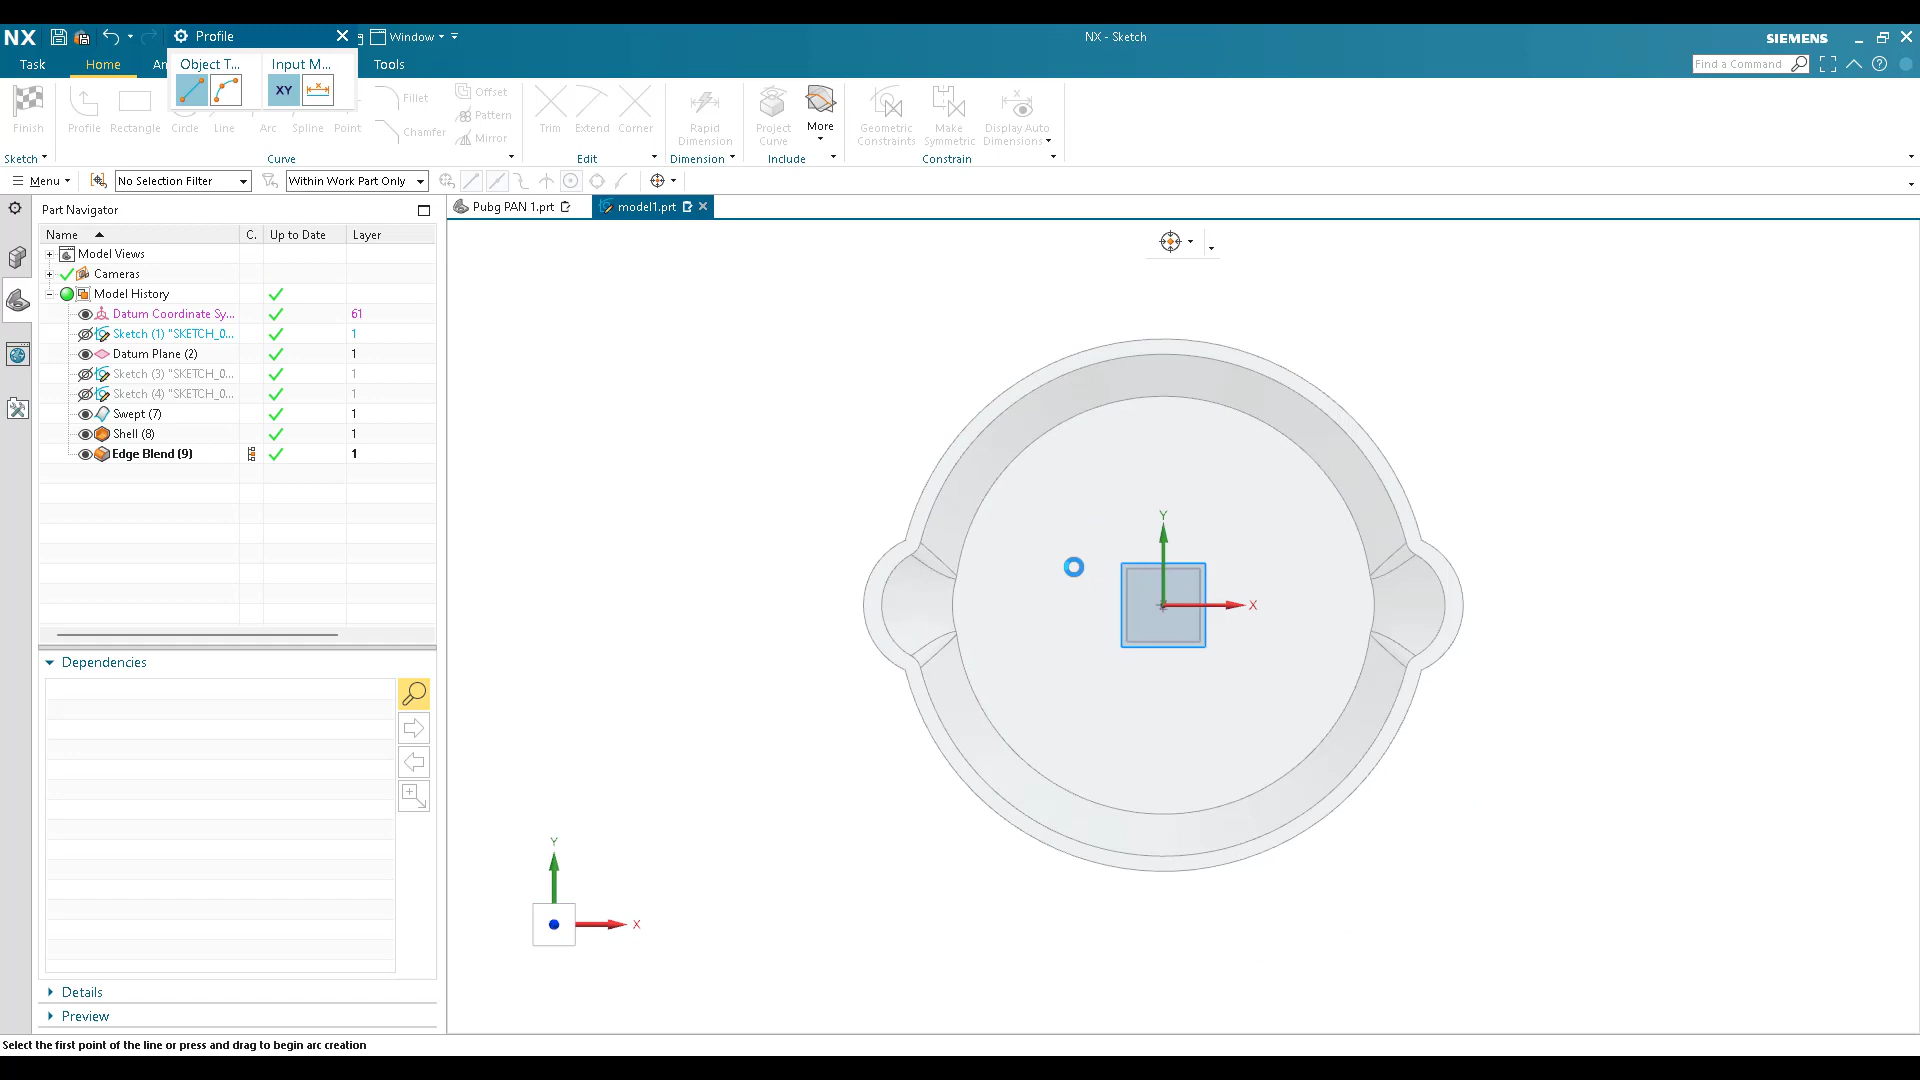 NX
Profile
Window
NX - Sketch
SIEMENS
Task
Home
An
Object T...
Input M...
Tools
Find a Command
XY
Finish
Profile
Rectangle
Circle
Line
Arc
Spline
Point
Fillet
Chamfer
Offset
Pattern
Mirror
Trim
Extend
Corner
Rapid
Dimension
Project
Curve
More
Geometric
Constraints
Make
Symmetric
Display Auto
Dimensions
Sketch
Curve
Edit
Dimension
Include
Constrain
Menu
No Selection Filter
Within Work Part Only
Part Navigator
Pubg PAN 1.prt
model1.prt
Name
C.
Up to Date
Layer
Model Views
Cameras
Model History
Datum Coordinate Sy...
61
Sketch (1) "SKETCH_0...
1
Datum Plane (2)
1
Sketch (3) "SKETCH_0...
1
Sketch (4) "SKETCH_0...
1
Swept (7)
1
Shell (8)
1
Edge Blend (9)
1
Y
X
Dependencies
Y
X
Details
Preview
Select the first point of the line or press and drag to begin arc creation